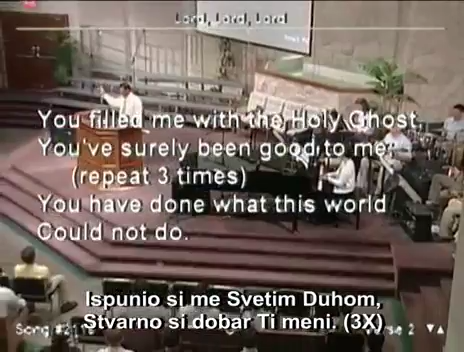 Lord, Lord, Lord
You filled me with the Holy Ghost
You've surely been good to me
(repeat 3 times)
You have done what this world
Could not do.
Ispunio si me Svetim Duhom,
Stvarno si dobar Ti meni. (3X)
Song
2 ▼▲